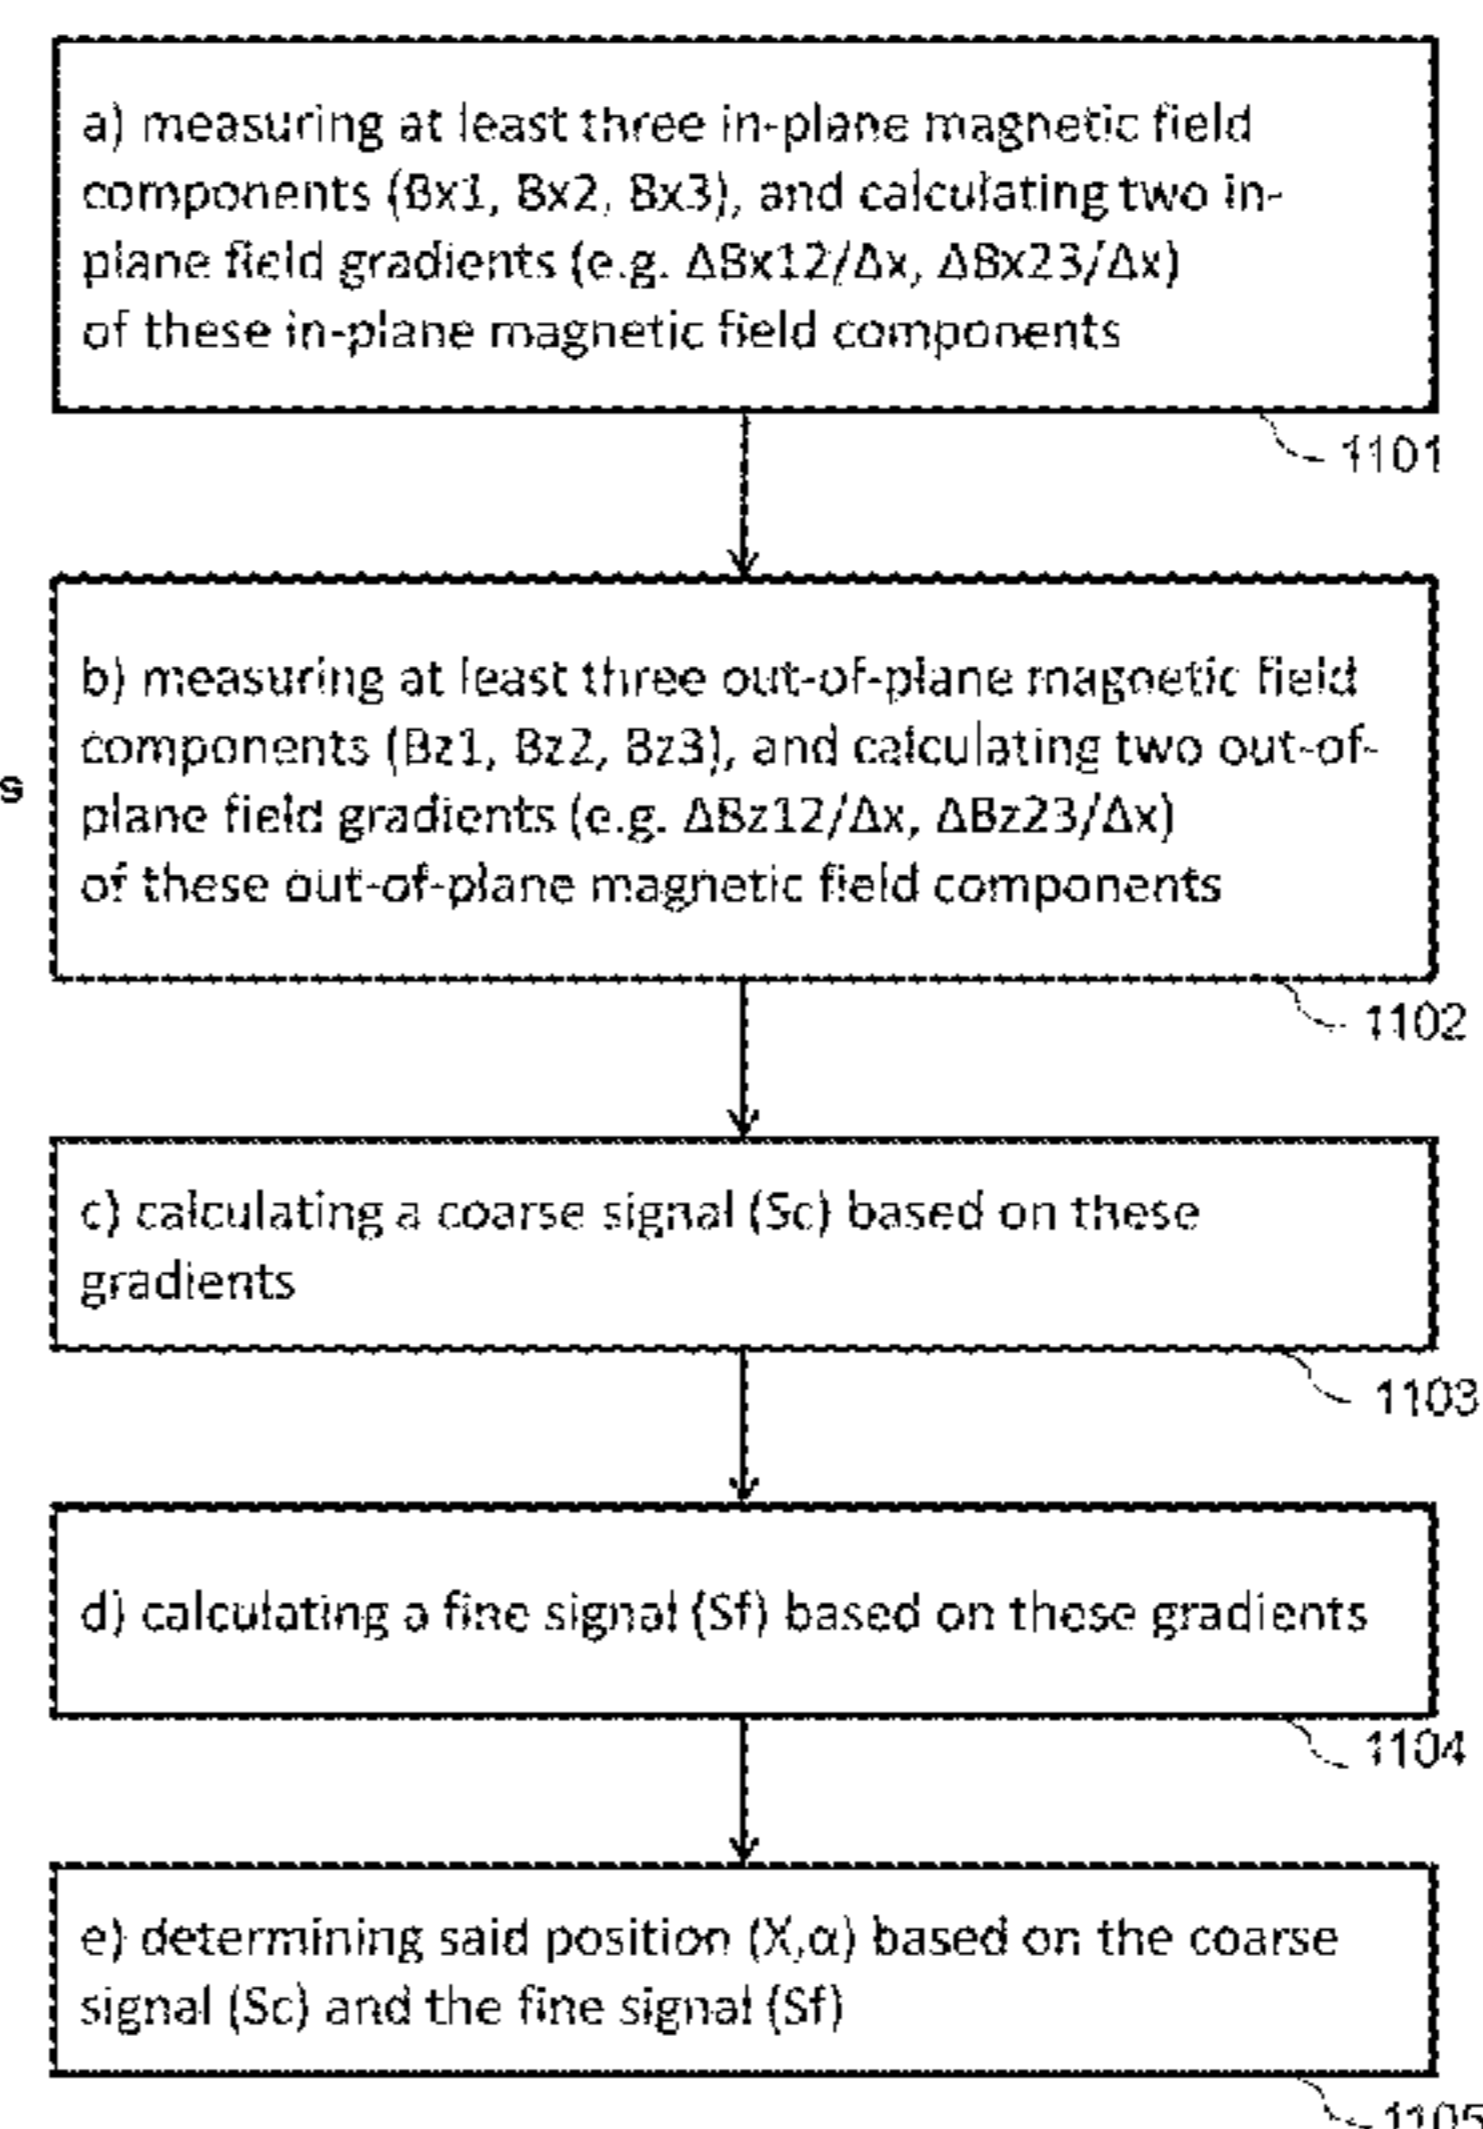 a) measuring at least three in-plane magnetic field
components (Bx1, Bx2, Bx3), and calculating two in-
plane field gradients (e.g. ΔBx12/Δx, ΔBx23/Δx)
of these in-plane magnetic field components
1101
b) measuring at least three out-of-plane magnetic field
components (Bz1, Bz2, Bz3), and calculating two out-of-
s
plane field gradients (e.g. ΔBz12/Δx, ΔBz23/Δx)
of these out-of-plane magnetic field components
1102
c) calculating a coarse signal (Sc) based on these
gradients
1103
d) calculating a fine signal (Sf) based on these gradients
1104
e) determining said position (X,α) based on the coarse
signal (Sc) and the fine signal (Sf)
1105